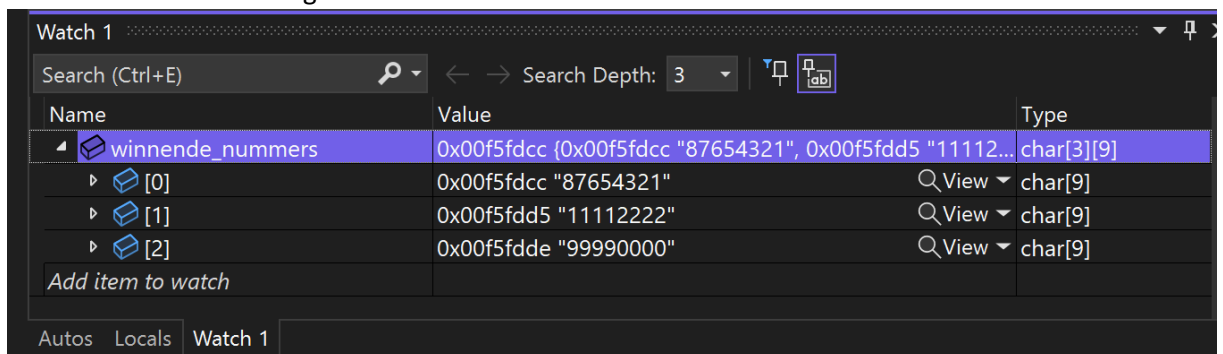 Watch 1
Search (Ctrl+E) Search Depth: 3
Name Value Type
winnende_nummers 0x00f5fdcc {0x00f5fdcc "87654321", 0x00f5fdd5 "11112... char[3][9]
[0] 0x00f5fdcc "87654321" View char[9]
[1] 0x00f5fdd5 "11112222" View char[9]
[2] 0x00f5fdde "99990000" View char[9]
Add item to watch
Autos Locals Watch 1